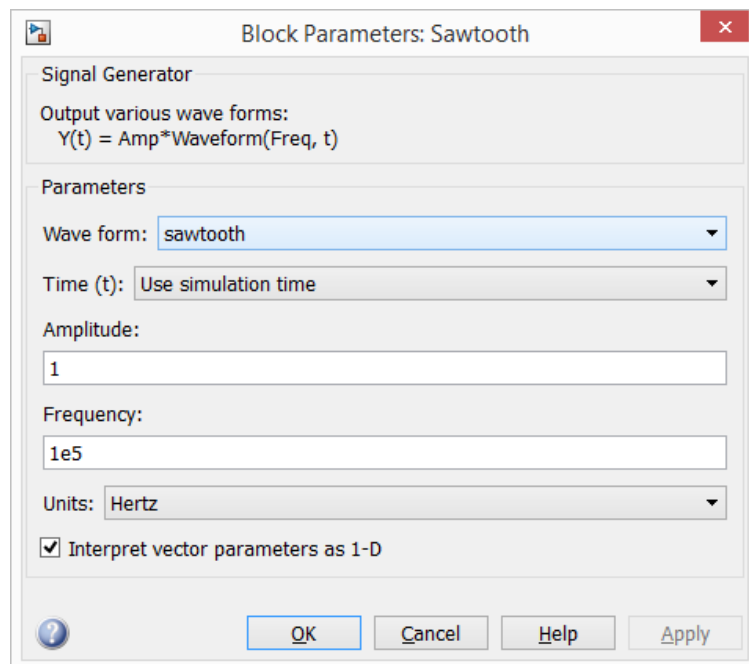 Block Parameters: Sawtooth
Signal Generator
Output various wave forms:
Y(t) = Amp*Waveform(Freq, t)
Parameters
Wave form: sawtooth
Time (t): Use simulation time
Amplitude:
1
Frequency:
1e5
Units: Hertz
Interpret vector parameters as 1-D
OK Cancel Help Apply